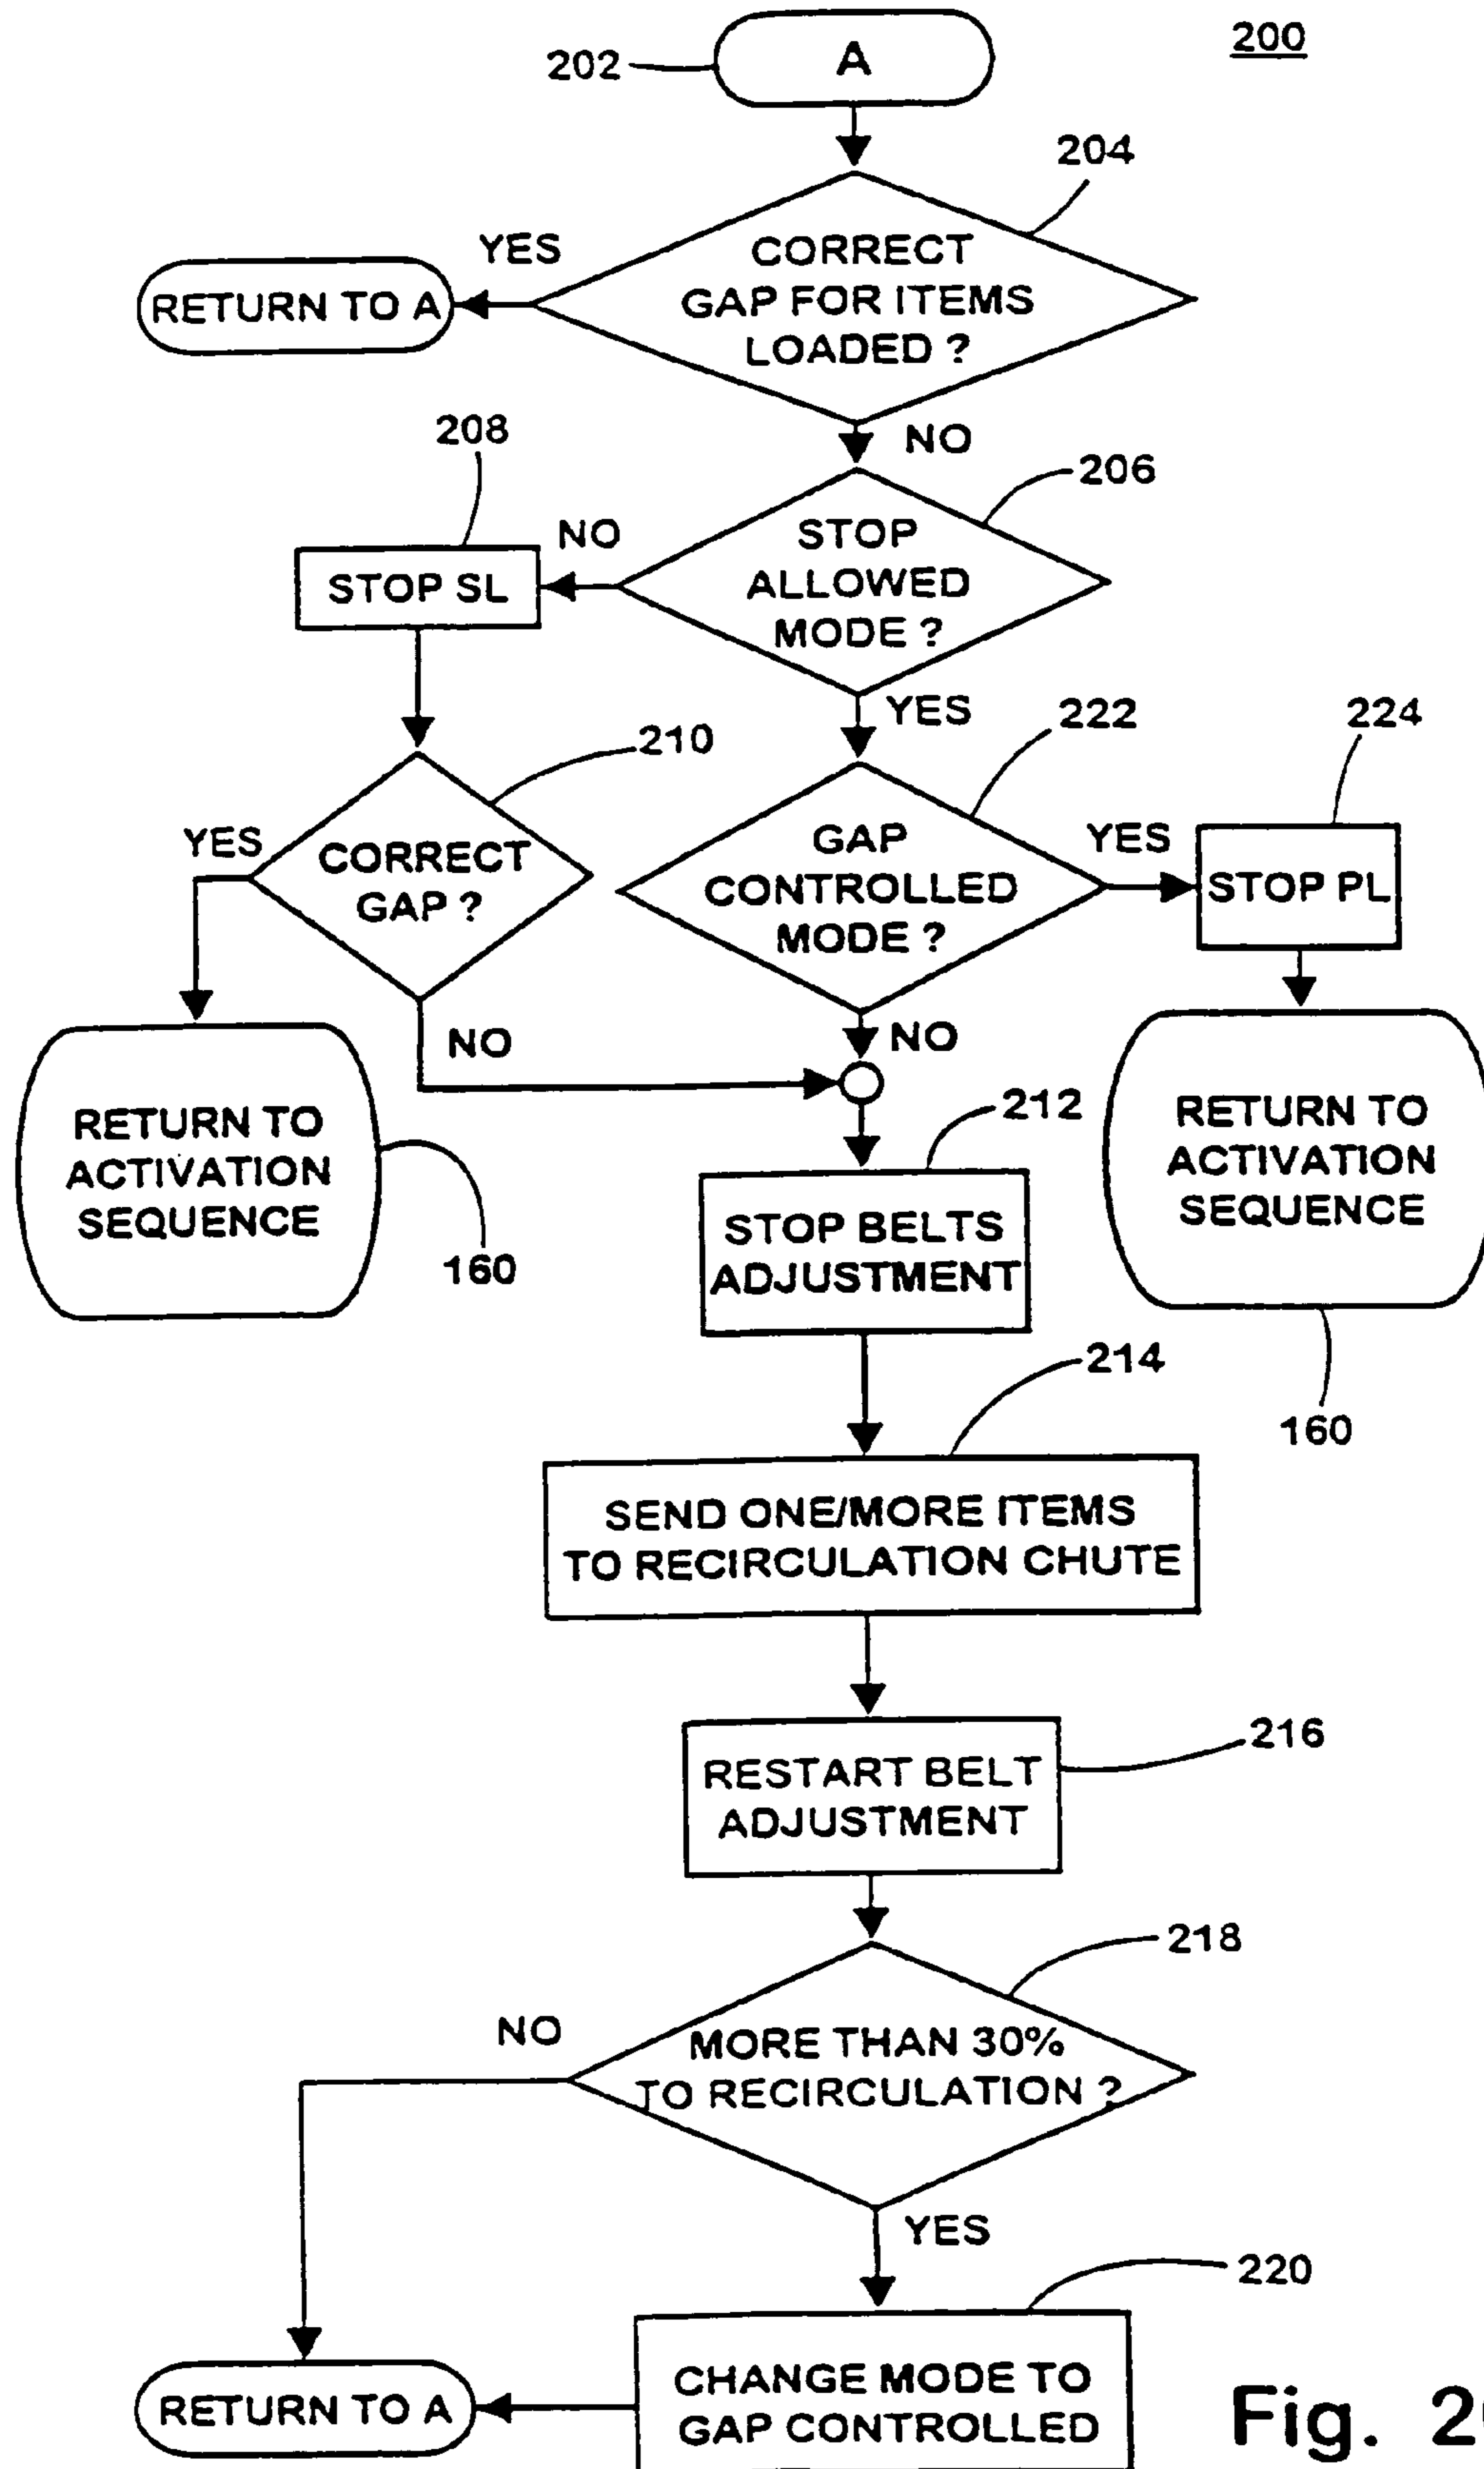 200
202
A
204
YES
CORRECT
GAP FOR ITEMS
LOADED ?
RETURN TO A
NO
208
206
NO
STOP
ALLOWED
MODE ?
STOP SL
YES
210
222
224
YES
CORRECT
GAP ?
GAP
CONTROLLED
MODE ?
YES
STOP PL
NO
NO
RETURN TO
ACTIVATION
SEQUENCE
160
212
RETURN TO
ACTIVATION
SEQUENCE
160
STOP BELTS
ADJUSTMENT
214
SEND ONE/MORE ITEMS
TO RECIRCULATION CHUTE
216
RESTART BELT
ADJUSTMENT
218
NO
MORE THAN 30%
TO RECIRCULATION ?
YES
220
RETURN TO A
CHANGE MODE TO
GAP CONTROLLED
Fig.